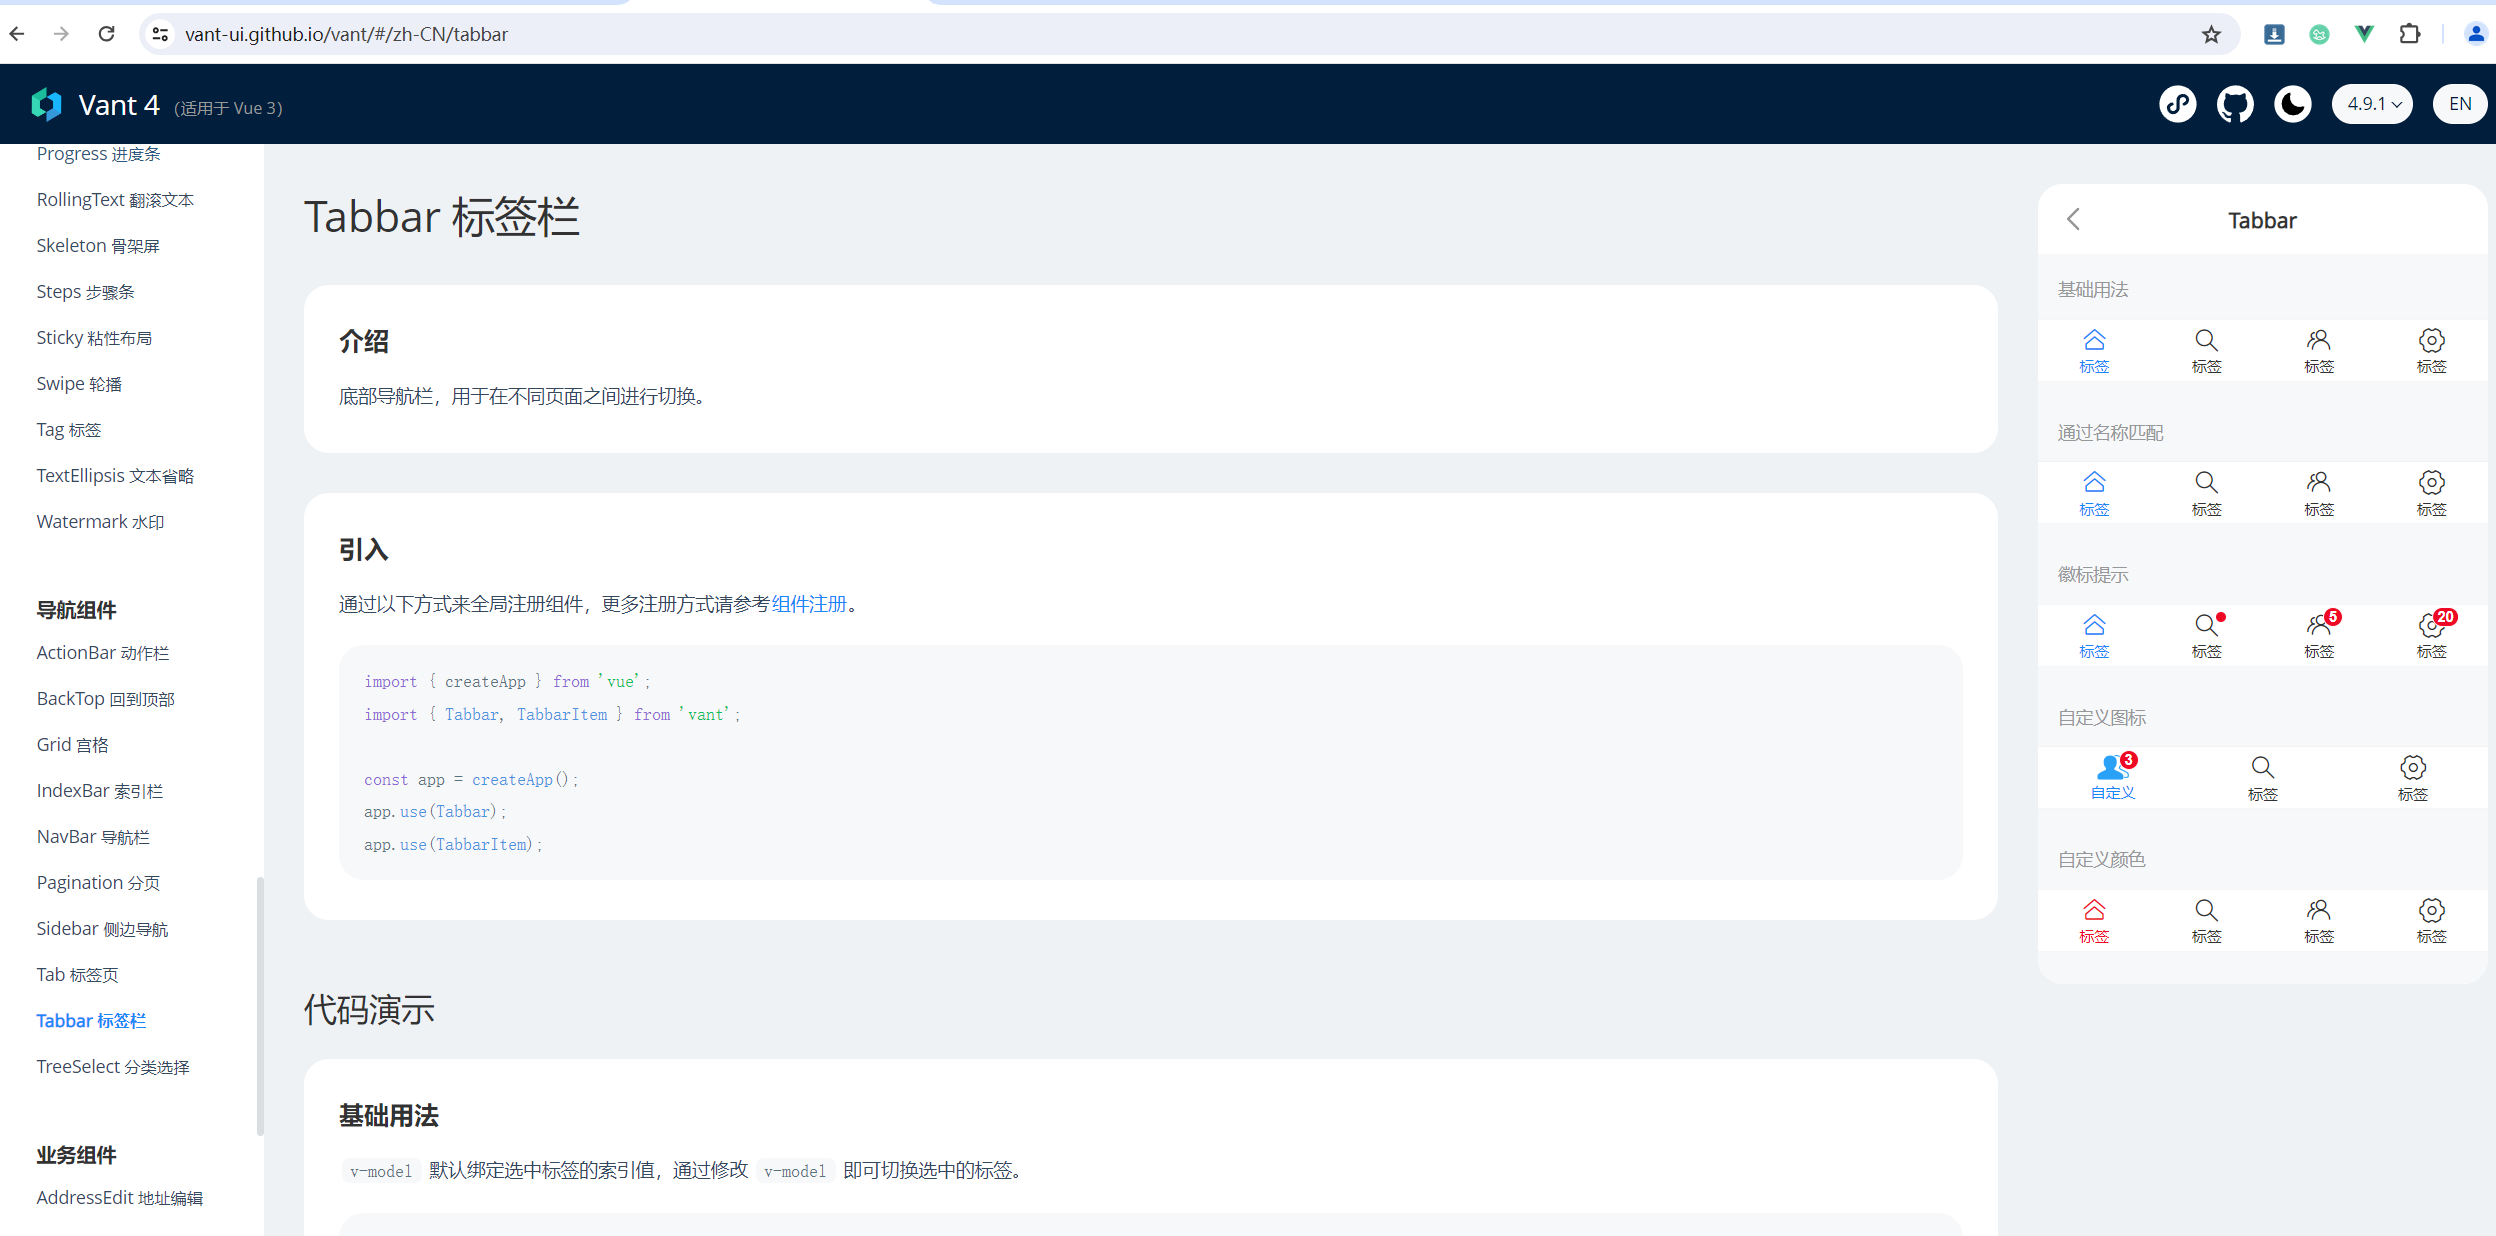 vant-ui.github.io/vant/#/zh-CN/tabbar
Vant 4 (适用于 Vue 3)
4.9.1
EN
Progress 进度条
RollingText 翻滚文本
Skeleton 骨架屏
Steps 步骤条
Sticky 粘性布局
Swipe 轮播
Tag 标签
TextEllipsis 文本省略
Watermark 水印
导航组件
ActionBar 动作栏
BackTop 回到顶部
Grid 宫格
IndexBar 索引栏
NavBar 导航栏
Pagination 分页
Sidebar 侧边导航
Tab 标签页
Tabbar 标签栏
TreeSelect 分类选择
业务组件
AddressEdit 地址编辑
Tabbar 标签栏
介绍
底部导航栏，用于在不同页面之间进行切换。
引入
通过以下方式来全局注册组件，更多注册方式请参考组件注册。
import { createApp } from 'vue';
import { Tabbar, TabbarItem } from 'vant';
const app = createApp();
app.use(Tabbar);
app.use(TabbarItem);
代码演示
基础用法
v-model 默认绑定选中标签的索引值，通过修改 v-model 即可切换选中的标签。
Tabbar
基础用法
标签 标签 标签 标签
通过名称匹配
标签 标签 标签 标签
徽标提示
5 20
标签 标签 标签 标签
自定义图标
3
自定义 标签 标签
自定义颜色
标签 标签 标签 标签